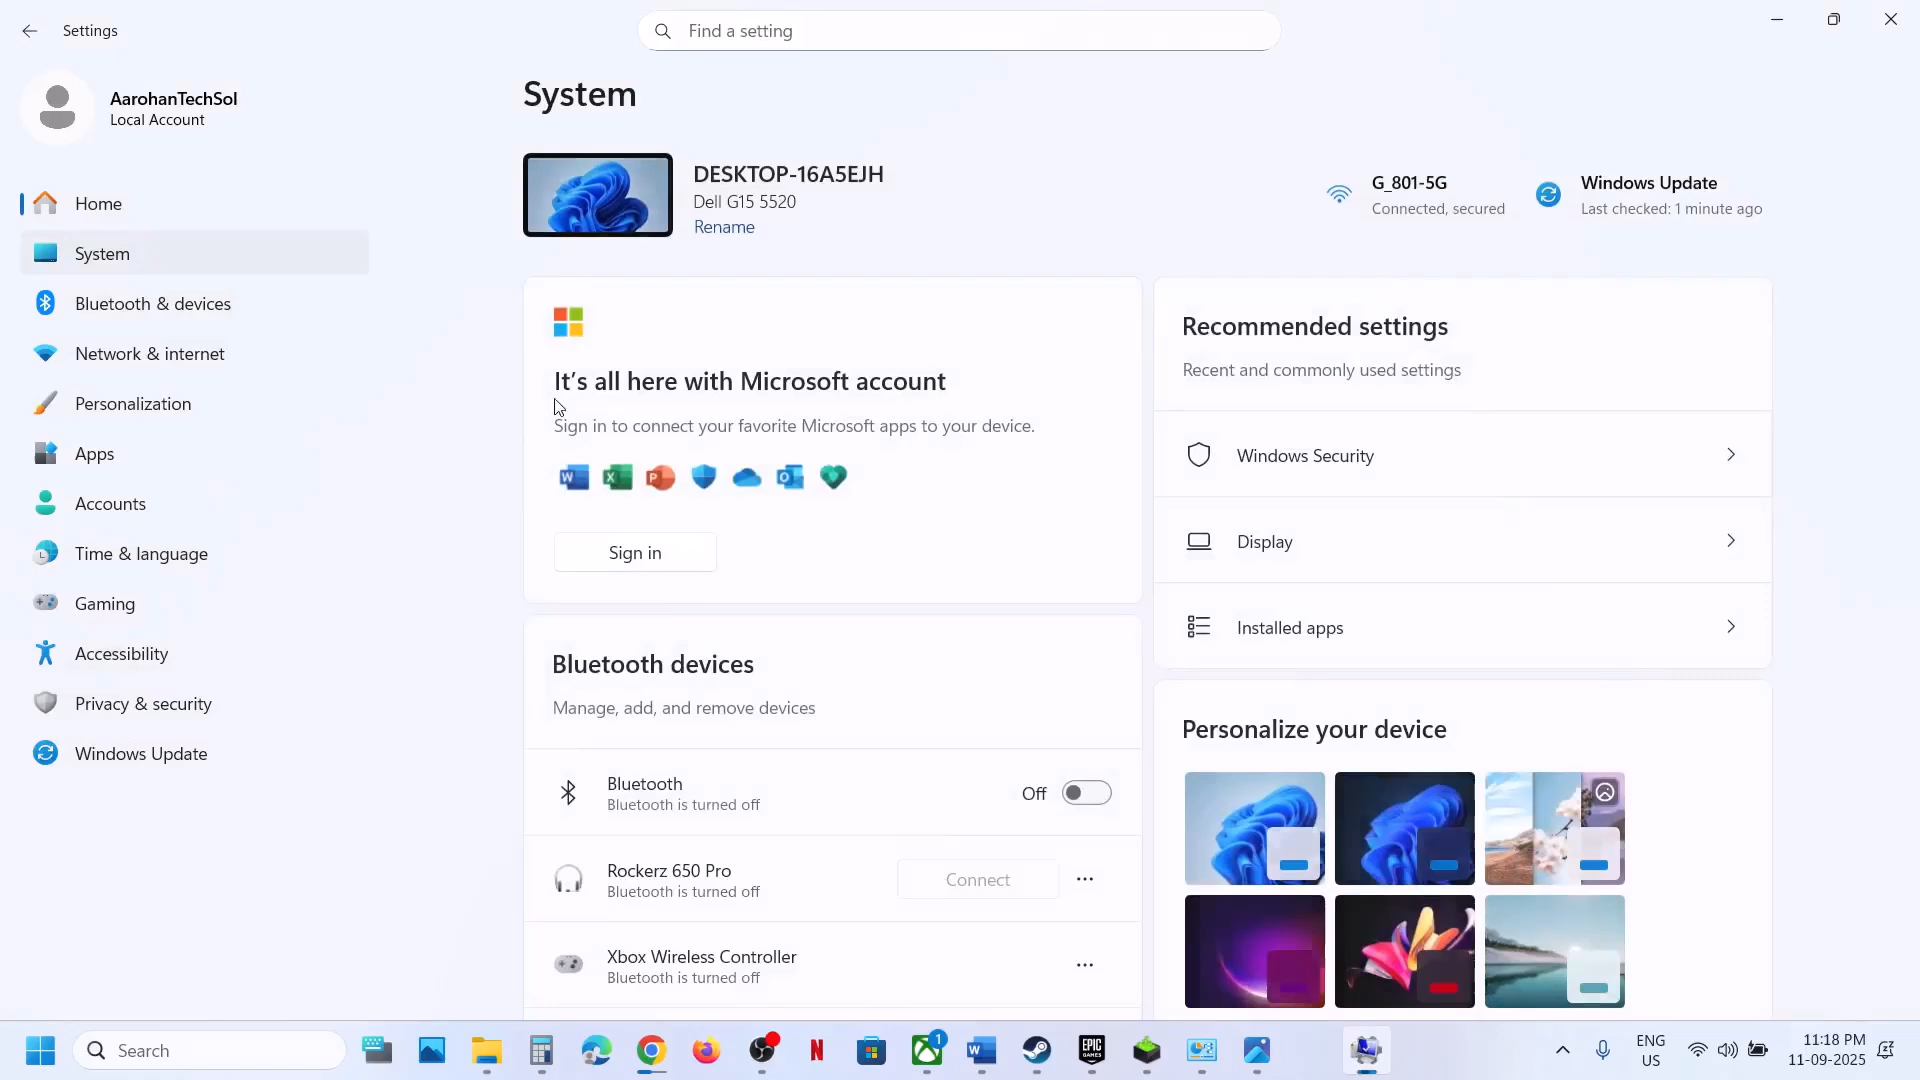 Settings
Find a setting
AarohanTechSol
Local Account
Home
System
Bluetooth & devices
Network & internet
Personalization
Apps
Accounts
Time & language
Gaming
Accessibility
Privacy & security
Windows Update
System
DESKTOP-16A5EJH
Dell G15 5520
Rename
G_801-5G
Connected, secured
Windows Update
Last checked: 1 minute ago
It's all here with Microsoft account
Sign in to connect your favorite Microsoft apps to your device.
Sign in
Recommended settings
Recent and commonly used settings
Windows Security
Display
Installed apps
Bluetooth devices
Manage, add, and remove devices
Bluetooth
Bluetooth is turned off
Off
Rockerz 650 Pro
Bluetooth is turned off
Connect
Xbox Wireless Controller
Bluetooth is turned off
Personalize your device
Search
1
EPIC
GAMES
ENG
US
11:18 PM
11-09-2025